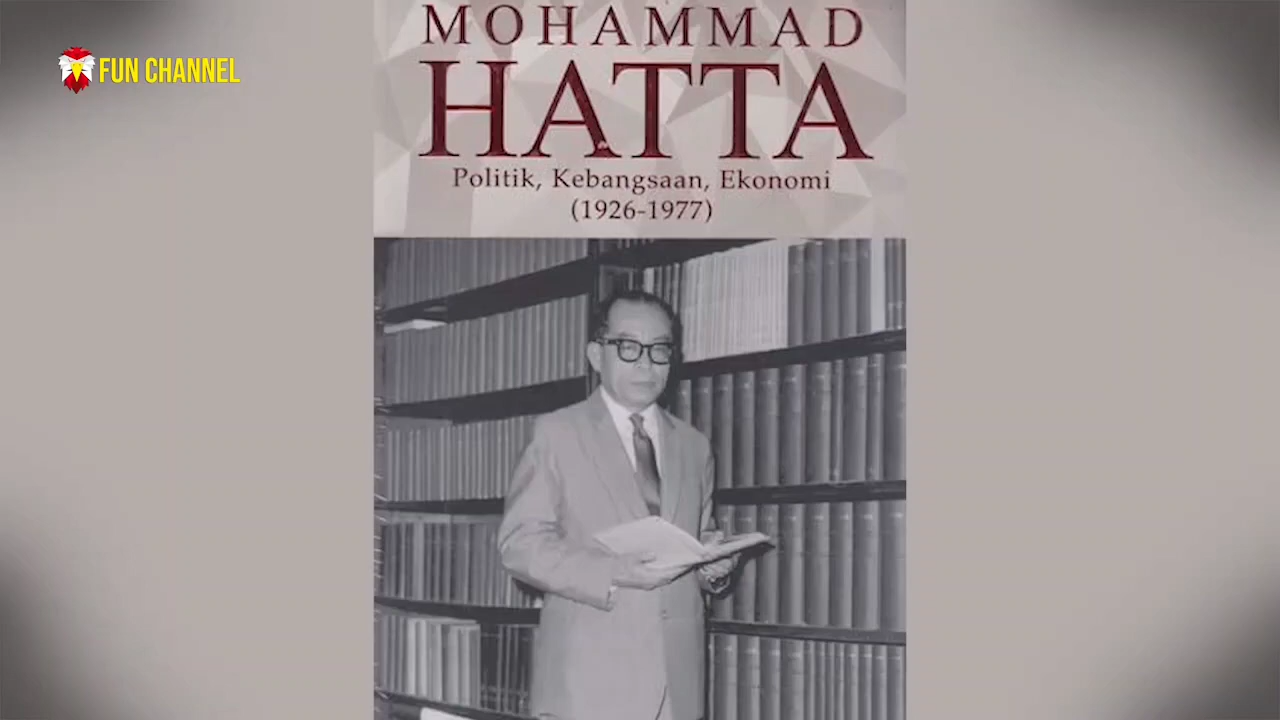 FUN CHANNEL
MOHAMMAD
HATTA
Politik, Kebangsaan, Ekonomi
(1926-1977)